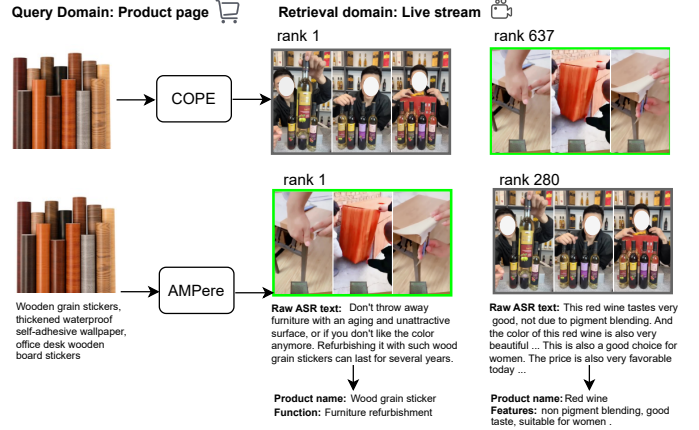 Query Domain: Product page
Retrieval domain: Live stream
rank 1
rank 637
COPE
rank 1
rank 280
AMPere
Wooden grain stickers,
thickened waterproof
self-adhesive wallpaper,
office desk wooden
board stickers
Raw ASR text: Don't throw away
furniture with an aging and unattractive
surface, or if you don't like the color
anymore. Refurbishing it with such wood
grain stickers can last for several years.
Product name: Wood grain sticker
Function: Furniture refurbishment
Raw ASR text: This red wine tastes very
good, not due to pigment blending. And
the color of this red wine is also very
beautiful ... This is also a good choice for
women. The price is also very favorable
today ...
Product name: Red wine
Features: non pigment blending, good
taste, suitable for women .